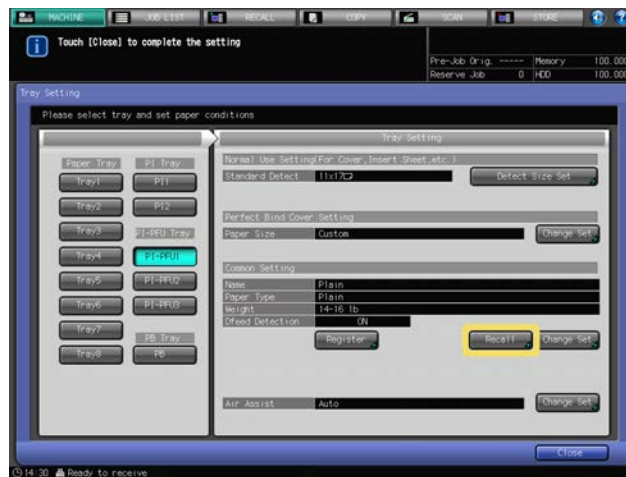 MACHINE JOB LIST RECALL COPY SCAN STORE
Touch [Close] to complete the setting
Pre-Job Orig. ----- Memory 100.000
Reserve Job 0 HDD 100.000
Tray Setting
Please select tray and set paper conditions
Tray Setting
Paper Tray PI Tray
Normal Use Setting(For Cover,Insert Sheet,etc.)
Tray1 PI1
Standard Detect 11x17 Detect Size Set
Tray2 PI2
Perfect Bind Cover Setting
Tray3 PI-PFU Tray
Paper Size Custom Change Set
Tray4 PI-PFU1
Common Setting
Tray5 PI-PFU2
Name Plain
Paper Type Plain
Tray6 PI-PFU3
Weight 14-16 lb
Dfeed Detection ON
Tray7 PB Tray
Register Recall Change Set
Tray8 PB
Air Assist Auto Change Set
Close
14:30 Ready to receive